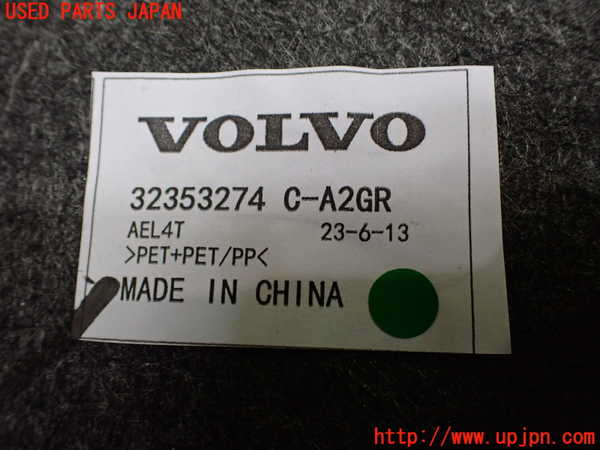 USED PARTS JAPAN
VOLVO
32353274 C-A2GR
AEL4T 23-6-13
>PET+PET/PP<
MADE IN CHINA
http://www.upjpn.com/